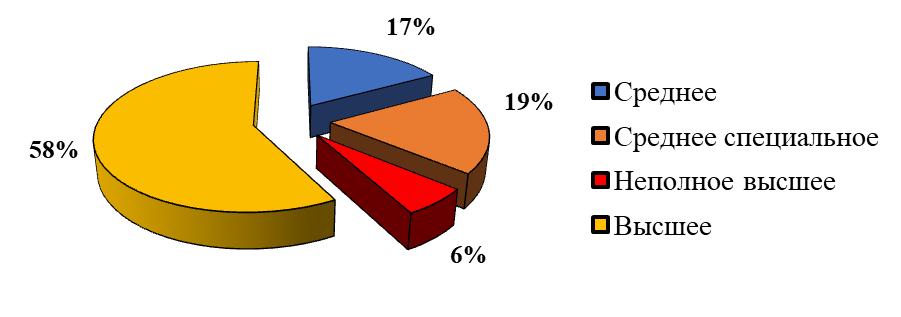 17%
19%
58%
6%
Среднее
Среднее специальное
Неполное высшее
Высшее